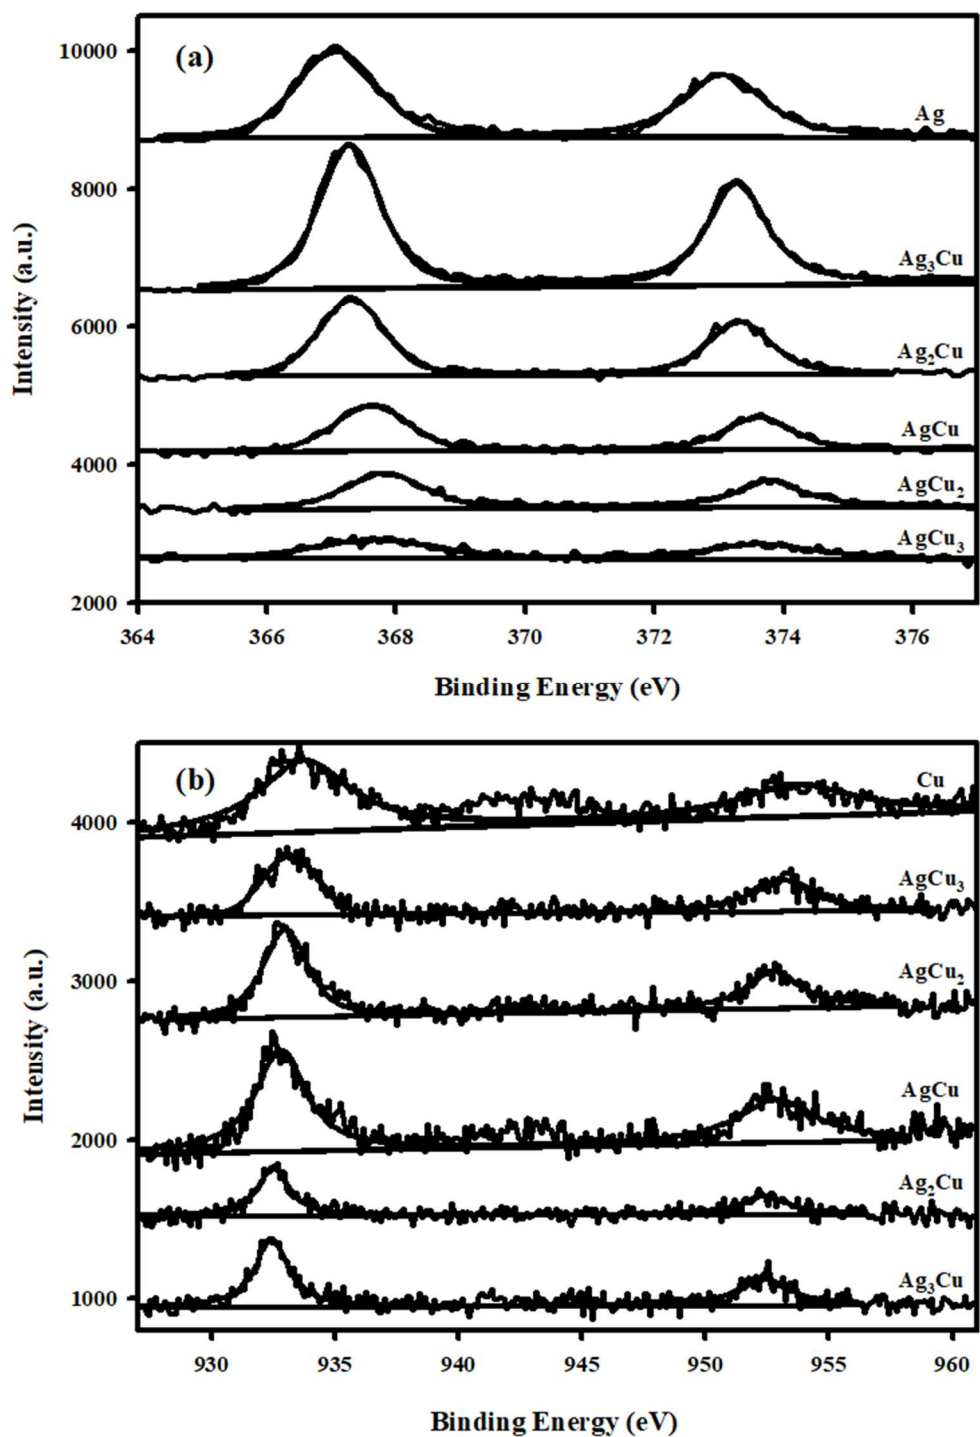 (a)
10000
8000
6000
4000
2000
Intensity (a.u.)
Ag
Ag₃Cu
Ag₂Cu
AgCu
AgCu₂
AgCu₃
364 366 368 370 372 374 376
Binding Energy (eV)
(b)
4000
3000
2000
1000
Intensity (a.u.)
Cu
AgCu₃
AgCu₂
AgCu
Ag₂Cu
Ag₃Cu
930 935 940 945 950 955 960
Binding Energy (eV)